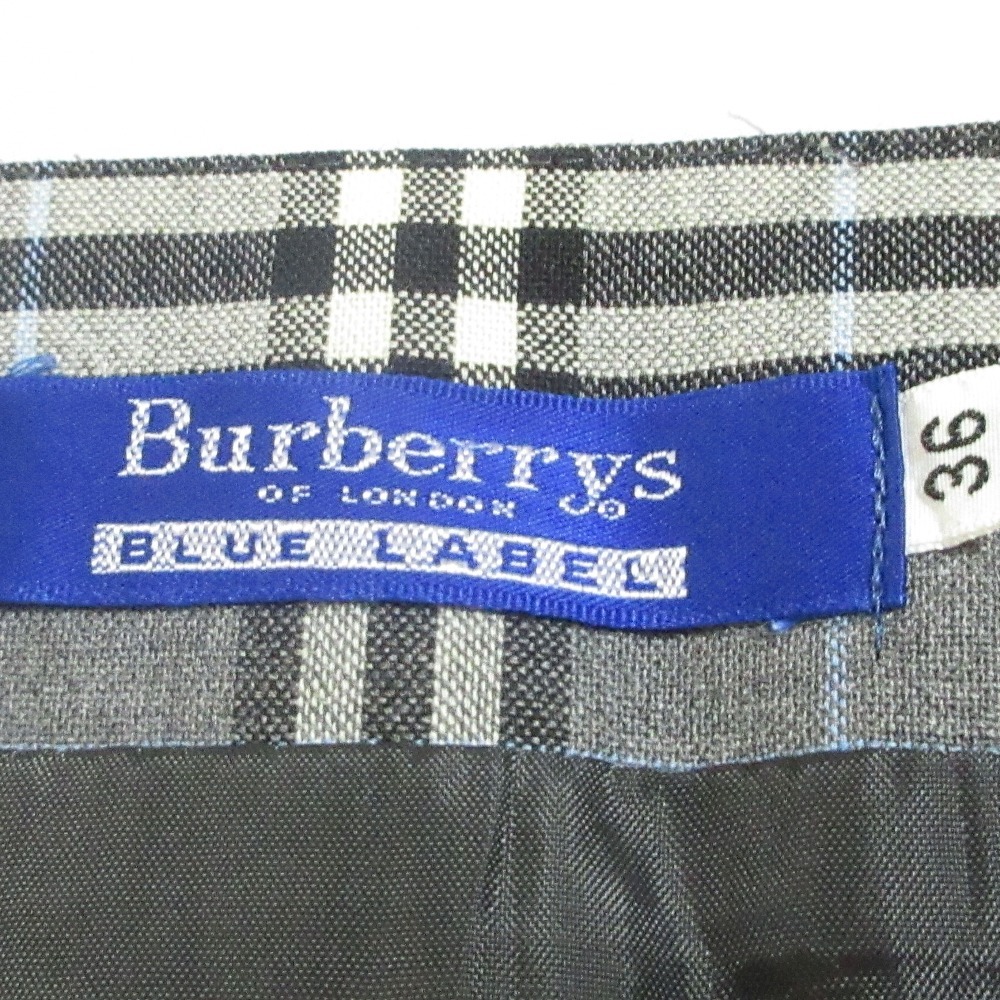 Burberrys
OF LONDON ®
BLUE LABEL
36